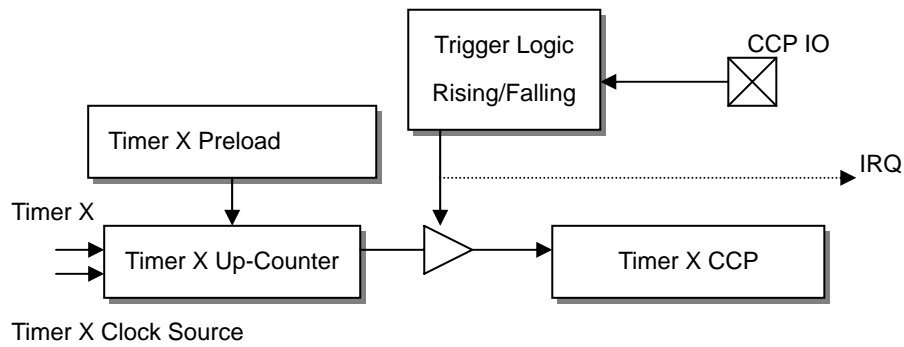 Trigger Logic
Rising/Falling
CCP IO
Timer X Preload
IRQ
Timer X
Timer X Up-Counter
Timer X CCP
Timer X Clock Source